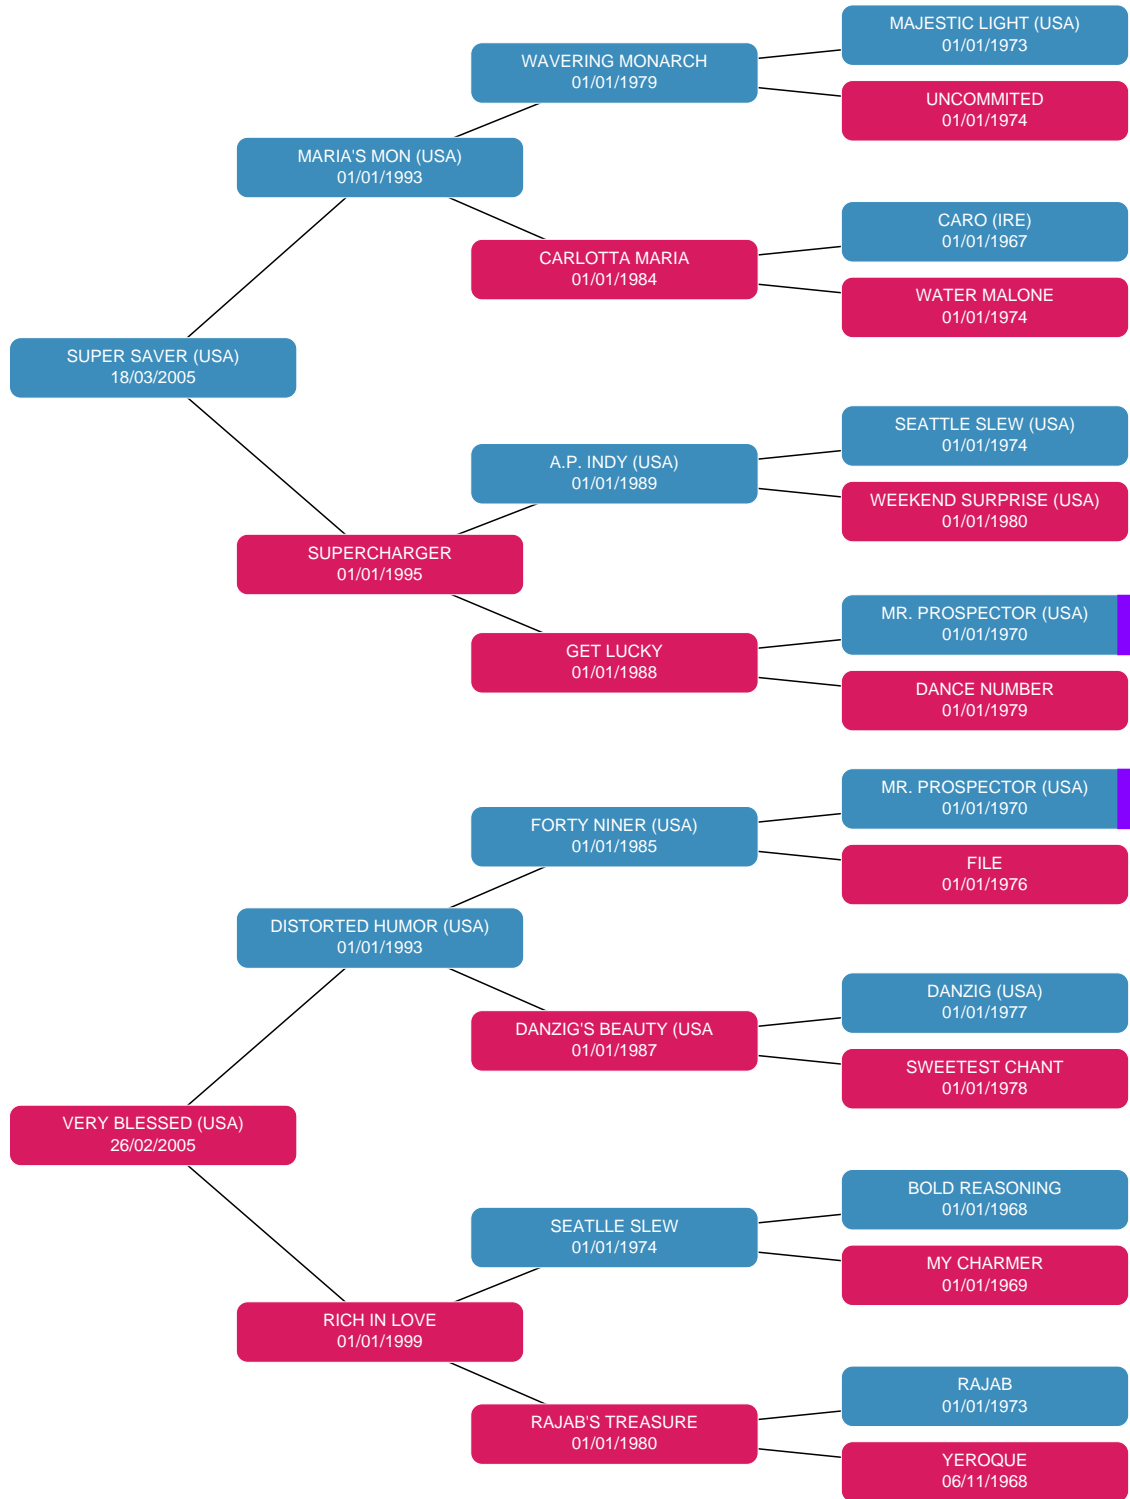 MAJESTIC LIGHT (USA)
01/01/1973
WAVERING MONARCH
01/01/1979
UNCOMMITED
01/01/1974
MARIA'S MON (USA)
01/01/1993
CARO (IRE)
01/01/1967
CARLOTTA MARIA
01/01/1984
WATER MALONE
01/01/1974
SUPER SAVER (USA)
18/03/2005
SEATTLE SLEW (USA)
01/01/1974
A.P. INDY (USA)
01/01/1989
WEEKEND SURPRISE (USA)
01/01/1980
SUPERCHARGER
01/01/1995
MR. PROSPECTOR (USA)
01/01/1970
GET LUCKY
01/01/1988
DANCE NUMBER
01/01/1979
MR. PROSPECTOR (USA)
01/01/1970
FORTY NINER (USA)
01/01/1985
FILE
01/01/1976
DISTORTED HUMOR (USA)
01/01/1993
DANZIG (USA)
01/01/1977
DANZIG'S BEAUTY (USA
01/01/1987
SWEETEST CHANT
01/01/1978
VERY BLESSED (USA)
26/02/2005
BOLD REASONING
01/01/1968
SEATLLE SLEW
01/01/1974
MY CHARMER
01/01/1969
RICH IN LOVE
01/01/1999
RAJAB
01/01/1973
RAJAB'S TREASURE
01/01/1980
YEROQUE
06/11/1968